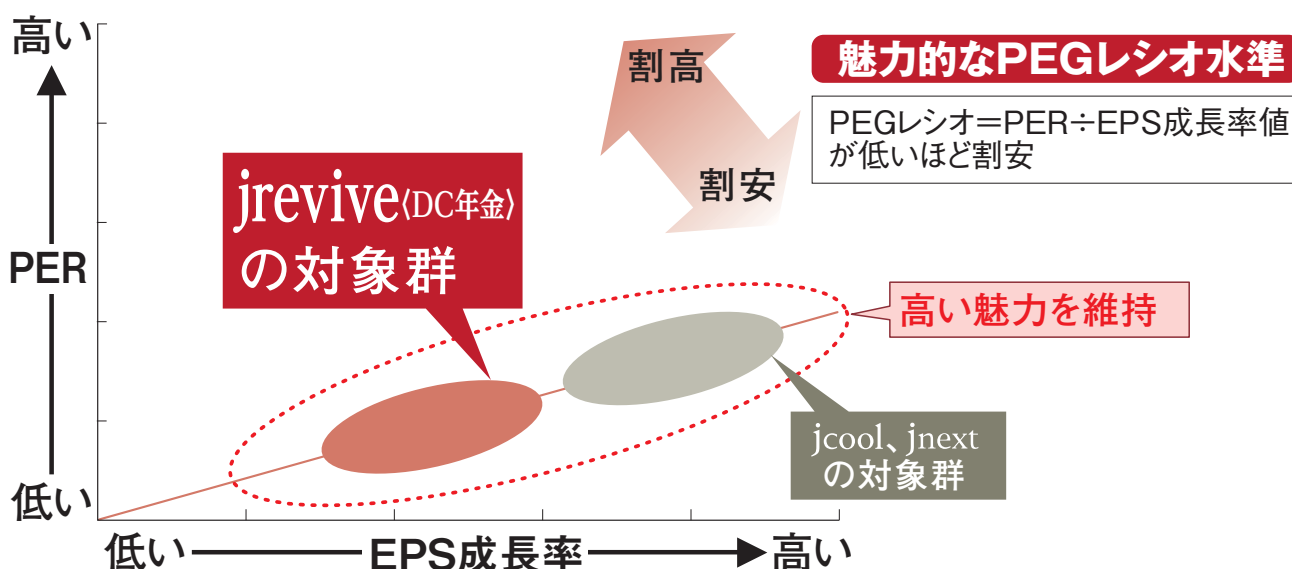 高い
PER
低い
割高
割安
魅力的なPEGレシオ水準
PEGレシオ＝PER÷EPS成長率値
が低いほど割安
jrevive〈DC年金〉
の対象群
高い魅力を維持
jcool、jnext
の対象群
低い
EPS成長率
高い